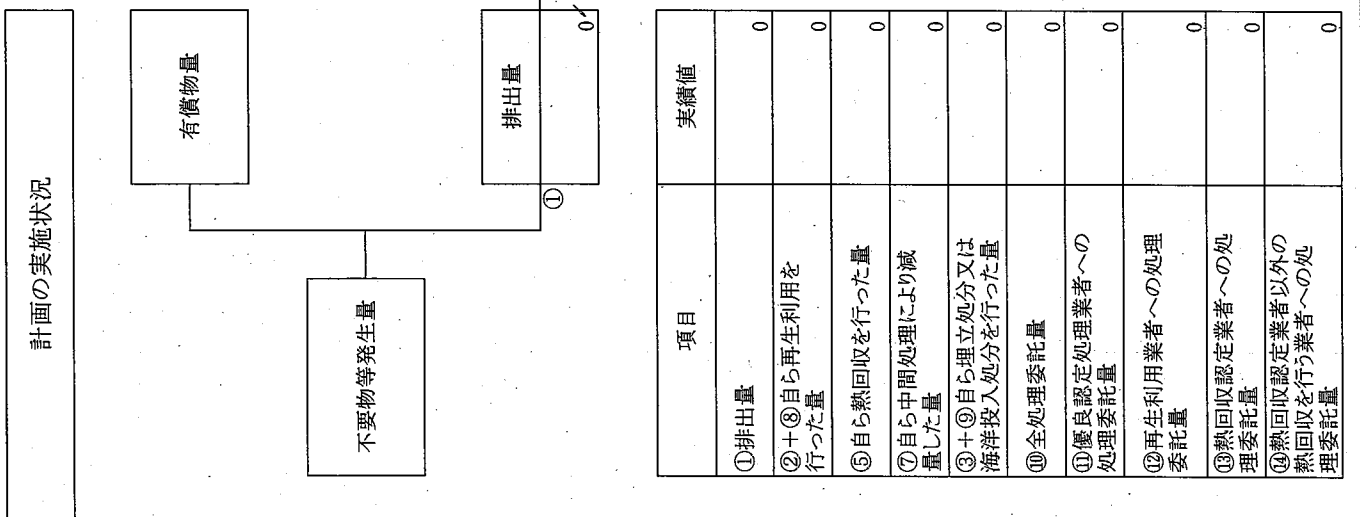 計画の実施状況
有償物量
不要物等発生量
①
排出量
0
項目
実績値
①排出量
0
②+⑧自ら再生利用を
行った量
0
⑤自ら熱回収を行った量
0
⑦自ら中間処理により減
量した量
0
③+⑨自ら埋立処分又は
海洋投入処分を行った量
0
⑩全処理委託量
0
⑪優良認定処理業者への
処理委託量
0
⑫再生利用業者への処理
委託量
0
⑬熱回収認定業者への処
理委託量
0
⑭熱回収認定業者以外の
熱回収を行う業者への処
理委託量
0